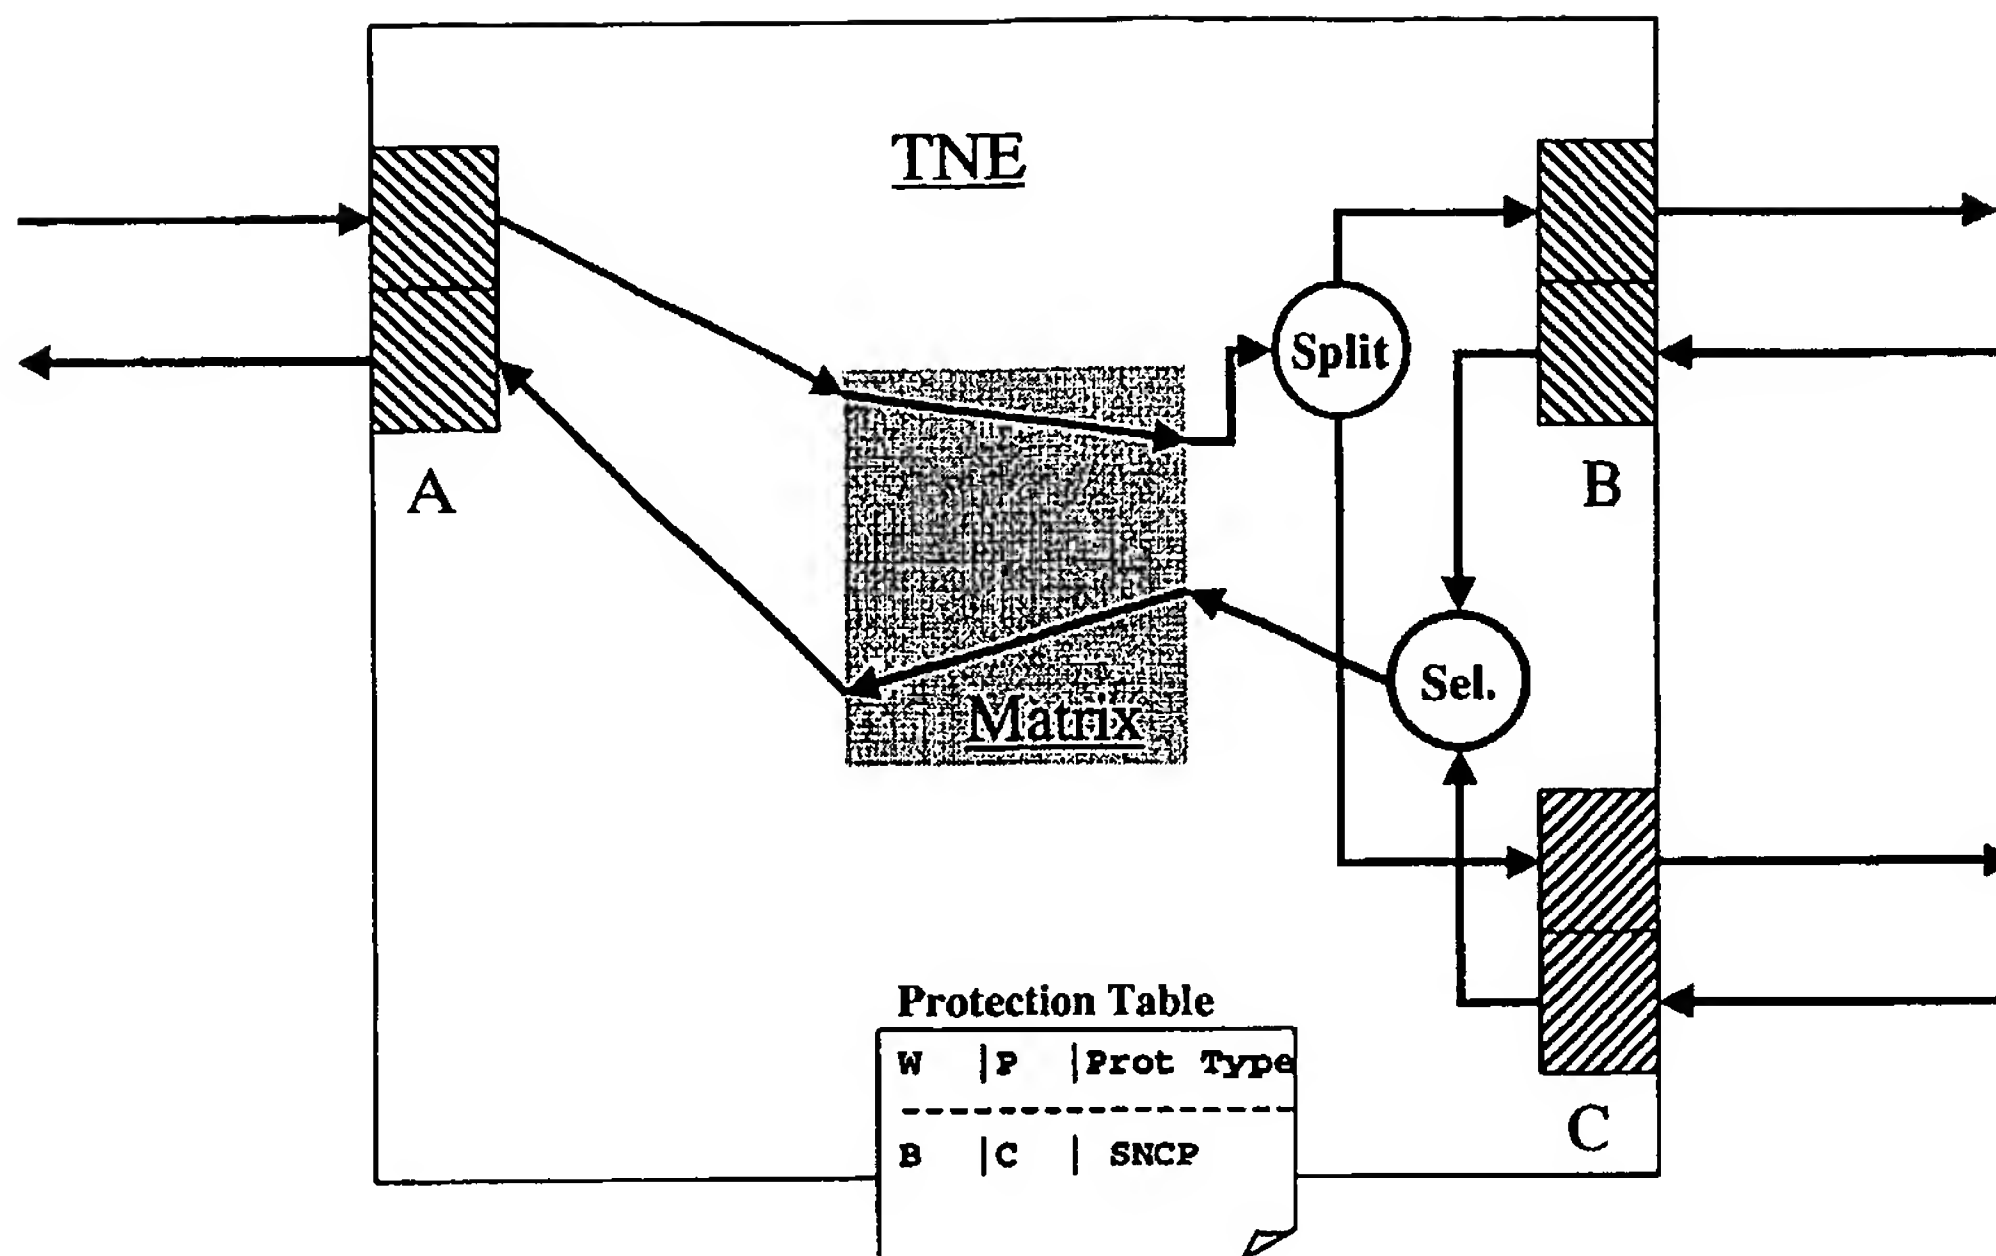 TNE
Split
A
B
Sel.
Matrix
Protection Table
W |P |Prot Type
B |C | SNCP
C